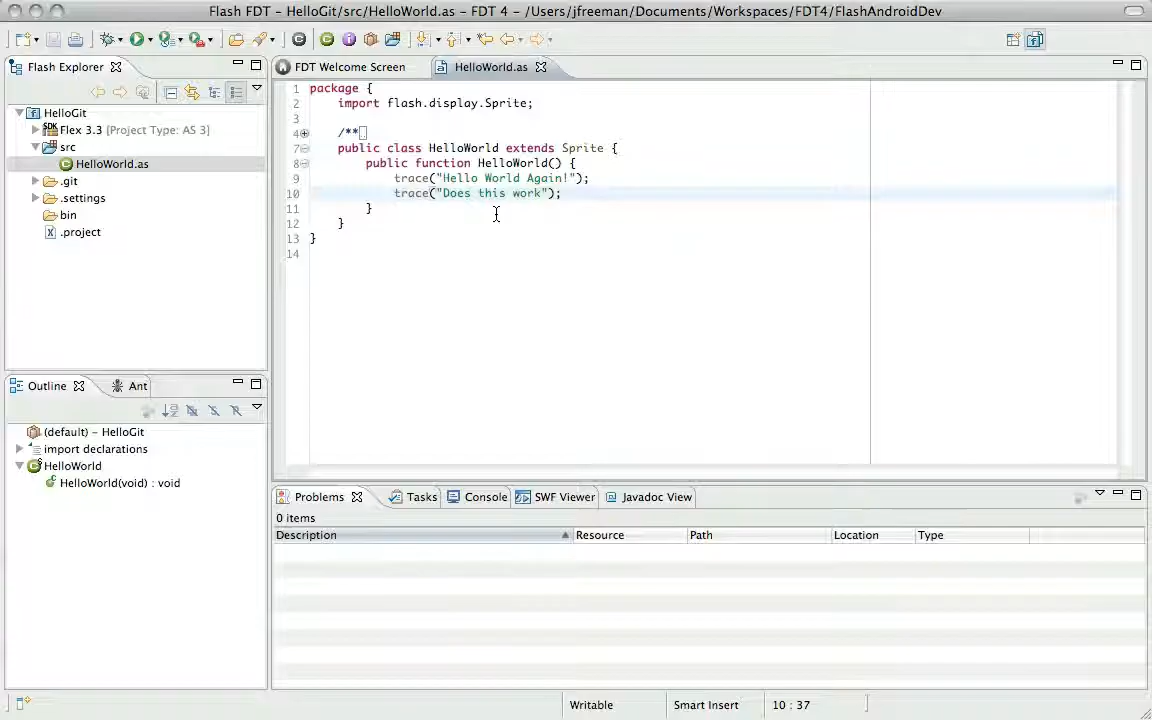 Flash FDT - HelloGit/src/HelloWorld.as - FDT 4 - /Users/jfreeman/Documents/Workspaces/FDT4/FlashAndroidDev
Flash Explorer
HelloGit
Flex 3.3 [Project Type: AS 3]
src
HelloWorld.as
.git
.settings
bin
.project
FDT Welcome Screen
HelloWorld.as
1 package {
2 import flash.display.Sprite;
3
4 /**
7 public class HelloWorld extends Sprite {
8 public function HelloWorld() {
9 trace("Hello World Again!");
10 trace("Does this work");
11 }
12 }
13 }
14
Outline
Ant
(default) - HelloGit
import declarations
HelloWorld
HelloWorld(void) : void
Problems
Tasks
Console
SWF Viewer
Javadoc View
0 items
Description Resource Path Location Type
Writable Smart Insert 10 : 37